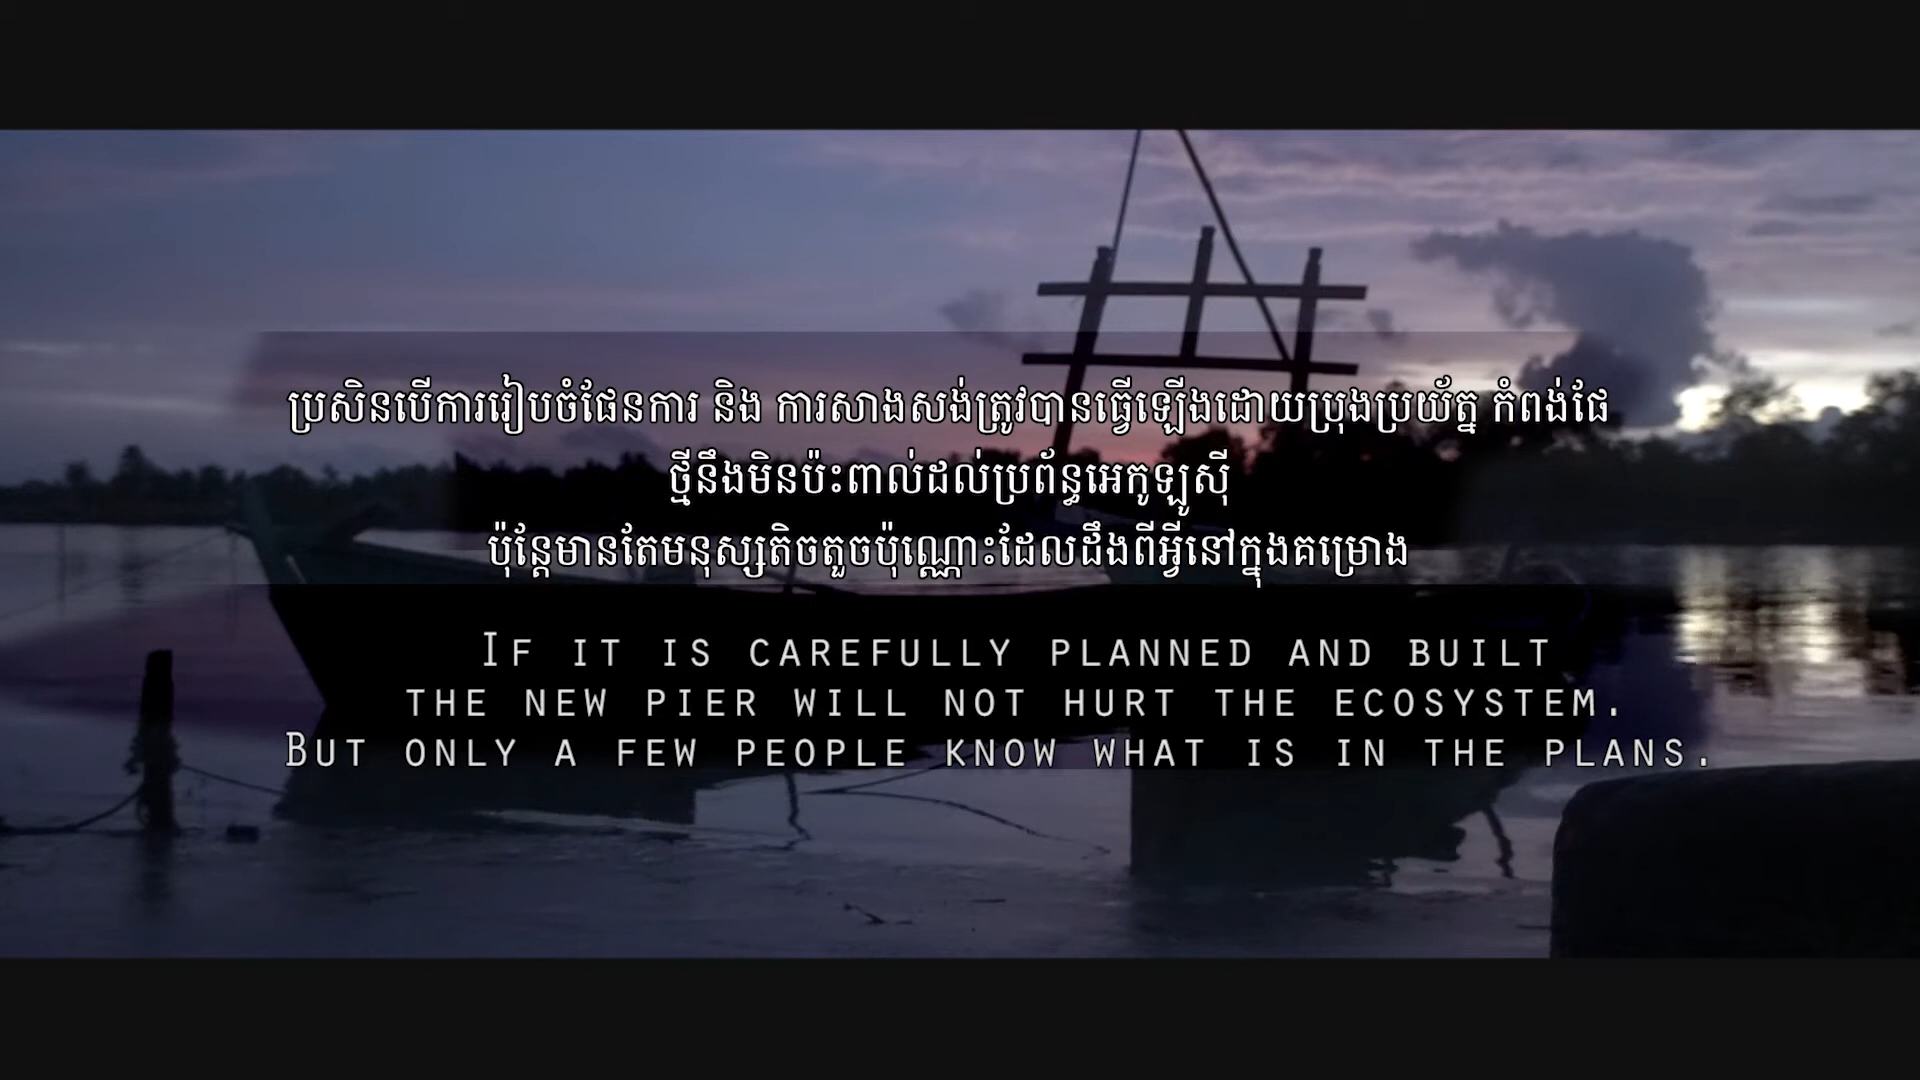 ប្រសិនបើការរៀបចំផែនការ និង ការសាងសង់ត្រូវបានធ្វើឡើងដោយប្រុងប្រយ័ត្ន កំពង់ផែ
ថ្មីនឹងមិនប៉ះពាល់ដល់ប្រព័ន្ធអេកូឡូស៊ី
ប៉ុន្តែមានតែមនុស្សតិចតួចប៉ុណ្ណោះដែលដឹងពីអ្វីនៅក្នុងគម្រោង
If it is carefully planned and built
the new pier will not hurt the ecosystem.
But only a few people know what is in the plans.